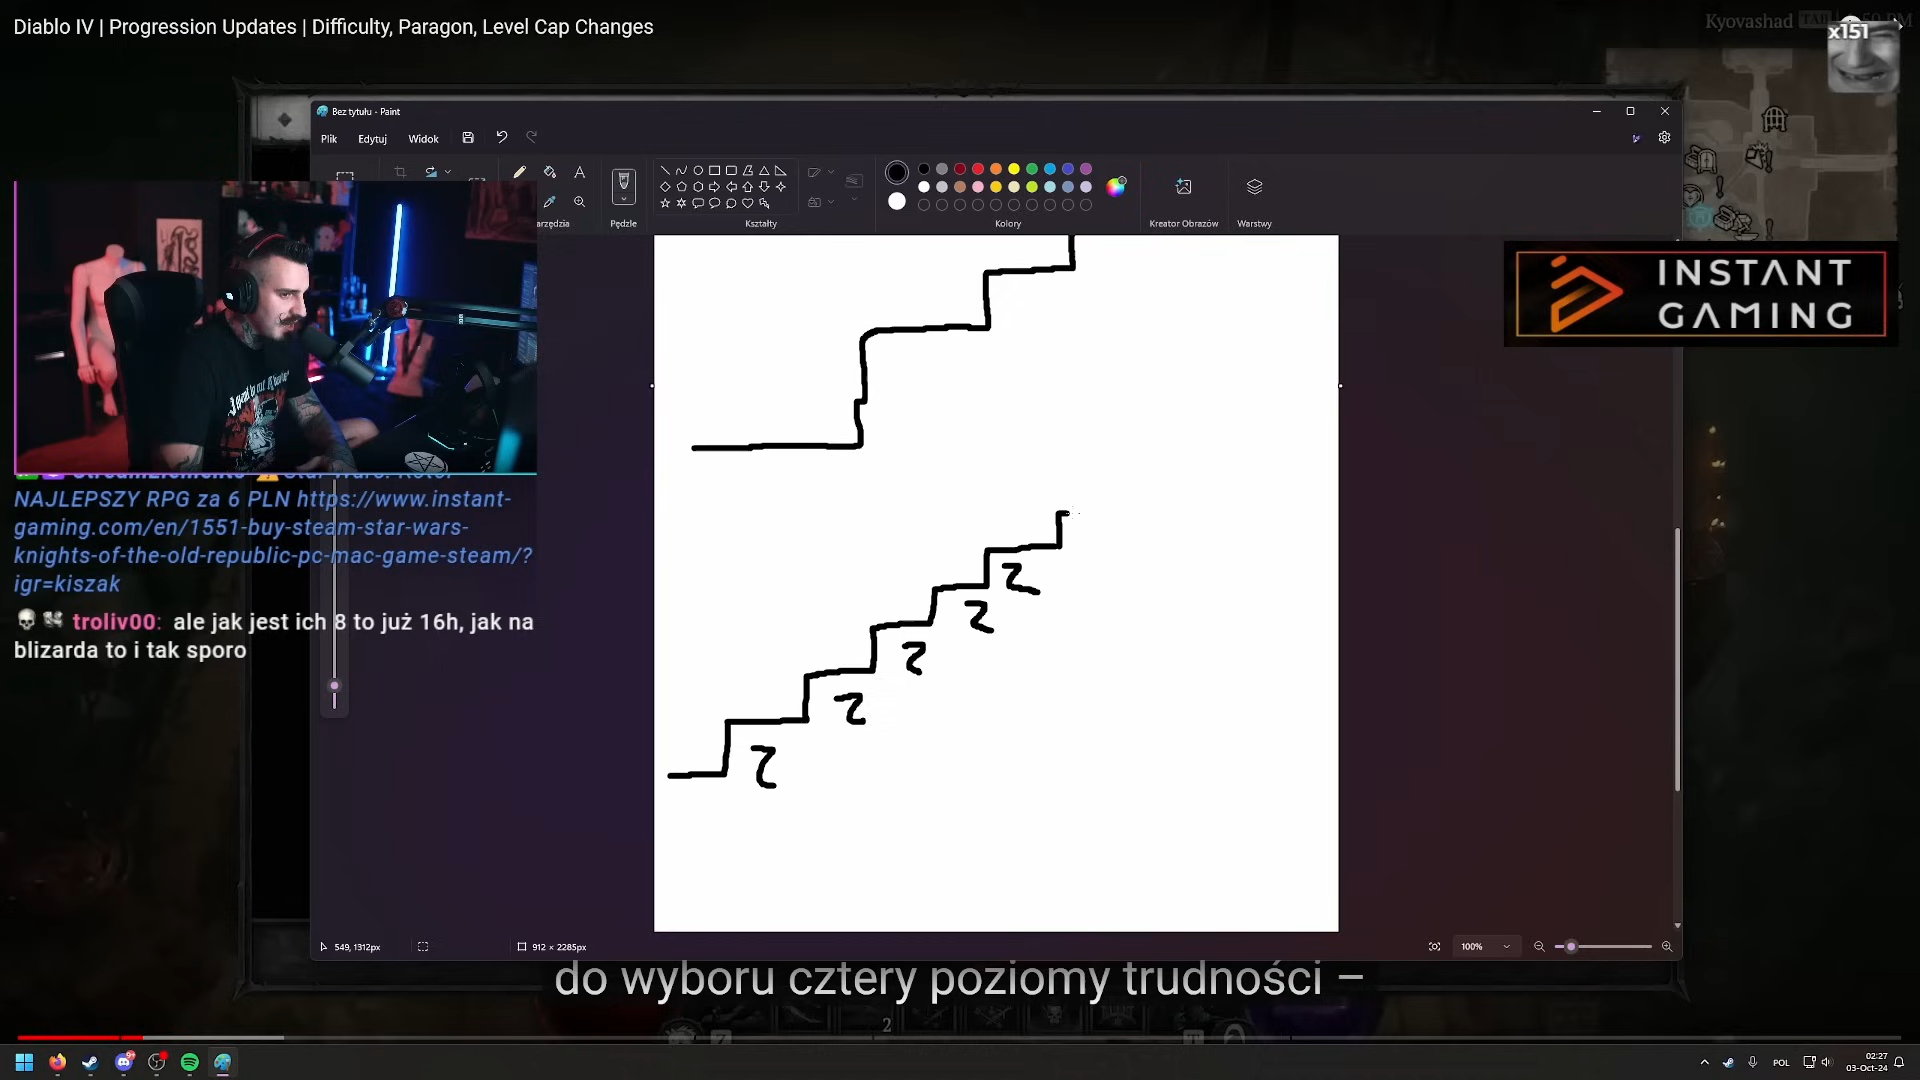 Diablo IV | Progression Updates | Difficulty, Paragon, Level Cap Changes
Kyovashad
x151
Bez tytułu - Paint
Plik Edytuj Widok
Pędzle
Kształty
Kolory
Kreator Obrazów
Warstwy
INSTANT
GAMING
NAJLEPSZY RPG za 6 PLN https://www.instant-
gaming.com/en/1551-buy-steam-star-wars-
knights-of-the-old-republic-pc-mac-game-steam/?
igr=kiszak
troliv00: ale jak jest ich 8 to już 16h, jak na
blizarda to i tak sporo
2
2
2
2
2
549, 1312px
912 × 2285px
100%
do wyboru cztery poziomy trudności –
2
POL
02:27
03-Oct-24